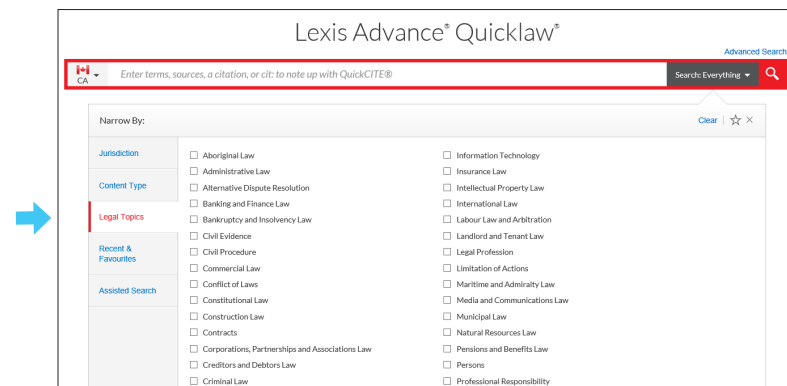 Lexis Advance® Quicklaw®
Advanced Search
CA
Enter terms, sources, a citation, or cit: to note up with QuickCITE®
Search: Everything
Narrow By:
Clear
Jurisdiction
Content Type
Legal Topics
Recent &
Favourites
Assisted Search
Aboriginal Law
Administrative Law
Alternative Dispute Resolution
Banking and Finance Law
Bankruptcy and Insolvency Law
Civil Evidence
Civil Procedure
Commercial Law
Conflict of Laws
Constitutional Law
Construction Law
Contracts
Corporations, Partnerships and Associations Law
Creditors and Debtors Law
Criminal Law
Information Technology
Insurance Law
Intellectual Property Law
International Law
Labour Law and Arbitration
Landlord and Tenant Law
Legal Profession
Limitation of Actions
Maritime and Admiralty Law
Media and Communications Law
Municipal Law
Natural Resources Law
Pensions and Benefits Law
Persons
Professional Responsibility